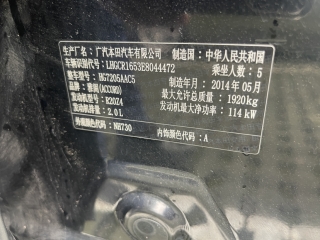 生产厂名：广汽本田汽车有限公司 制造国：中华人民共和国
车辆识别代号：LHGCR1653E8044472 乘坐人数：5
整车型号：HG7205AAC5 制造年月：2014年05月
品牌：雅阁(ACCORD) 最大允许总质量：1920kg
发动机型号：R20Z4 发动机最大净功率：114kW
发动机排量：2.0L
外饰颜色代码：NH730 内饰颜色代码：A